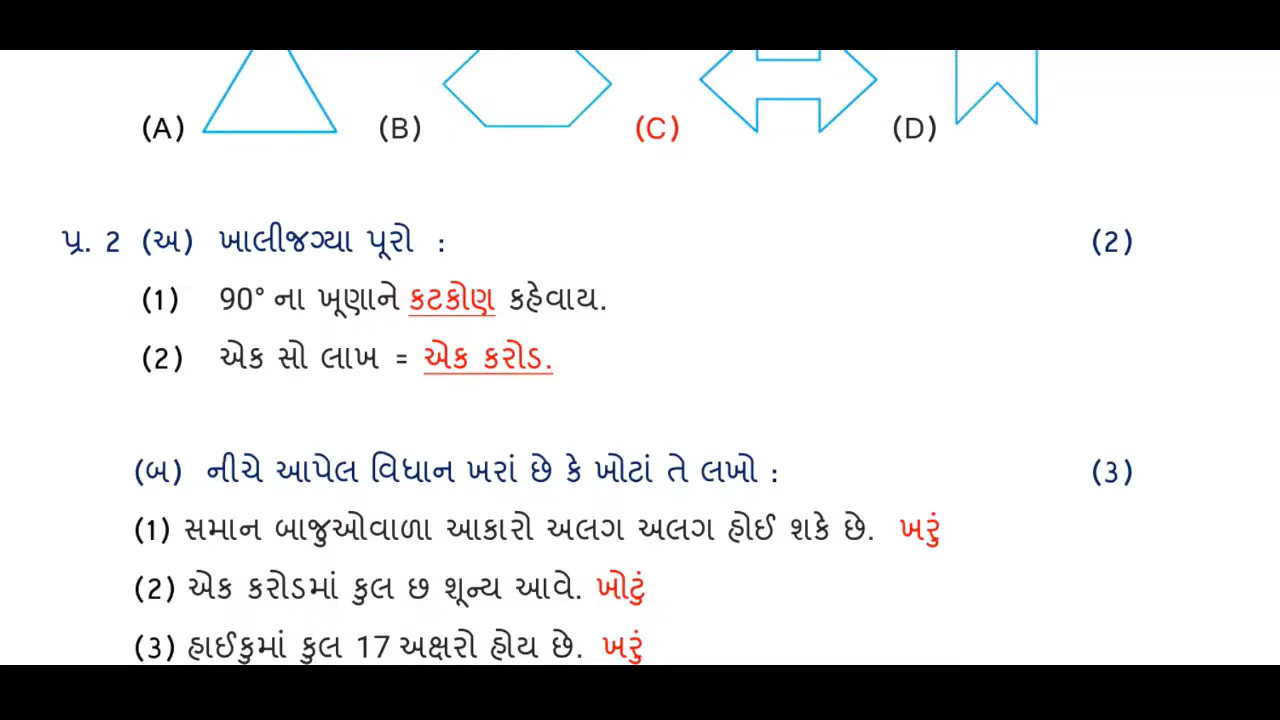 (A) (B) (C) (D)
પ્ર. 2 (અ) ખાલીજગ્યા પૂરો : (2)
(1) 90° ના ખૂણાને કટકોણ કહેવાય.
(2) એક સો લાખ = એક કરોડ.
(બ) નીચે આપેલ વિધાન ખરાં છે કે ખોટાં તે લખો : (3)
(1) સમાન બાજુઓવાળા આકારો અલગ અલગ હોઈ શકે છે. ખરું
(2) એક કરોડમાં કુલ છ શૂન્ય આવે. ખોટું
(3) હાઈકુમાં કુલ 17 અક્ષરો હોય છે. ખરું